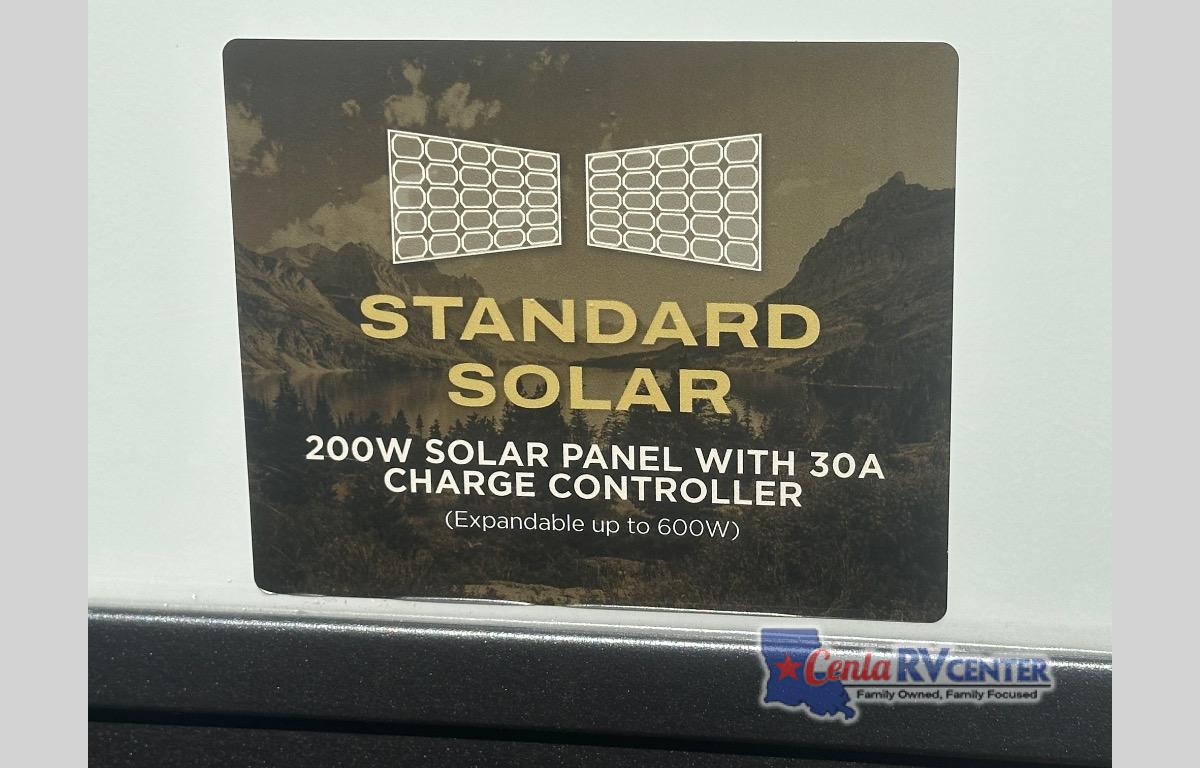 STANDARD
SOLAR
200W SOLAR PANEL WITH 30A
CHARGE CONTROLLER
(Expandable up to 600W)
Cenla RV CENTER
Family Owned, Family Focused